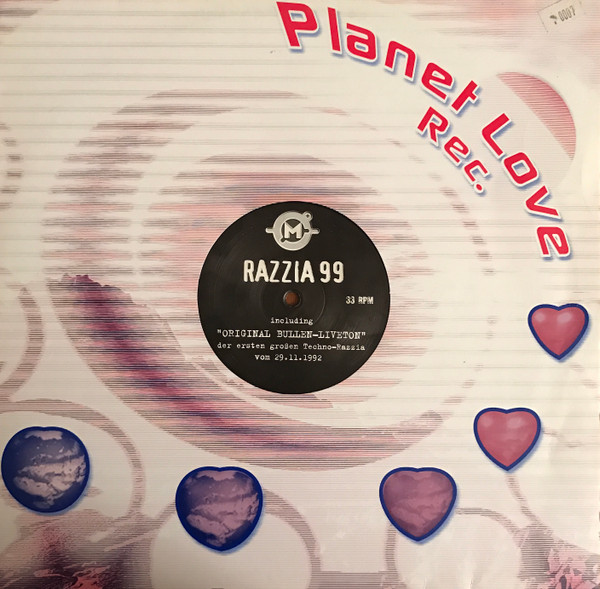 Planet Love
Rec.
M
RAZZIA 99
33 RPM
including
"ORIGINAL BULLEN-LIVETON"
der ersten großen Techno-Razzia
vom 29.11.1992